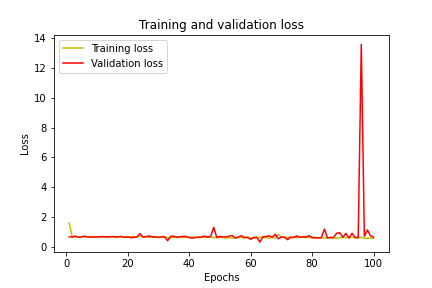 Training and validation loss
14
12
10
8
6
4
2
0
Loss
Training loss
Validation loss
0 20 40 60 80 100
Epochs